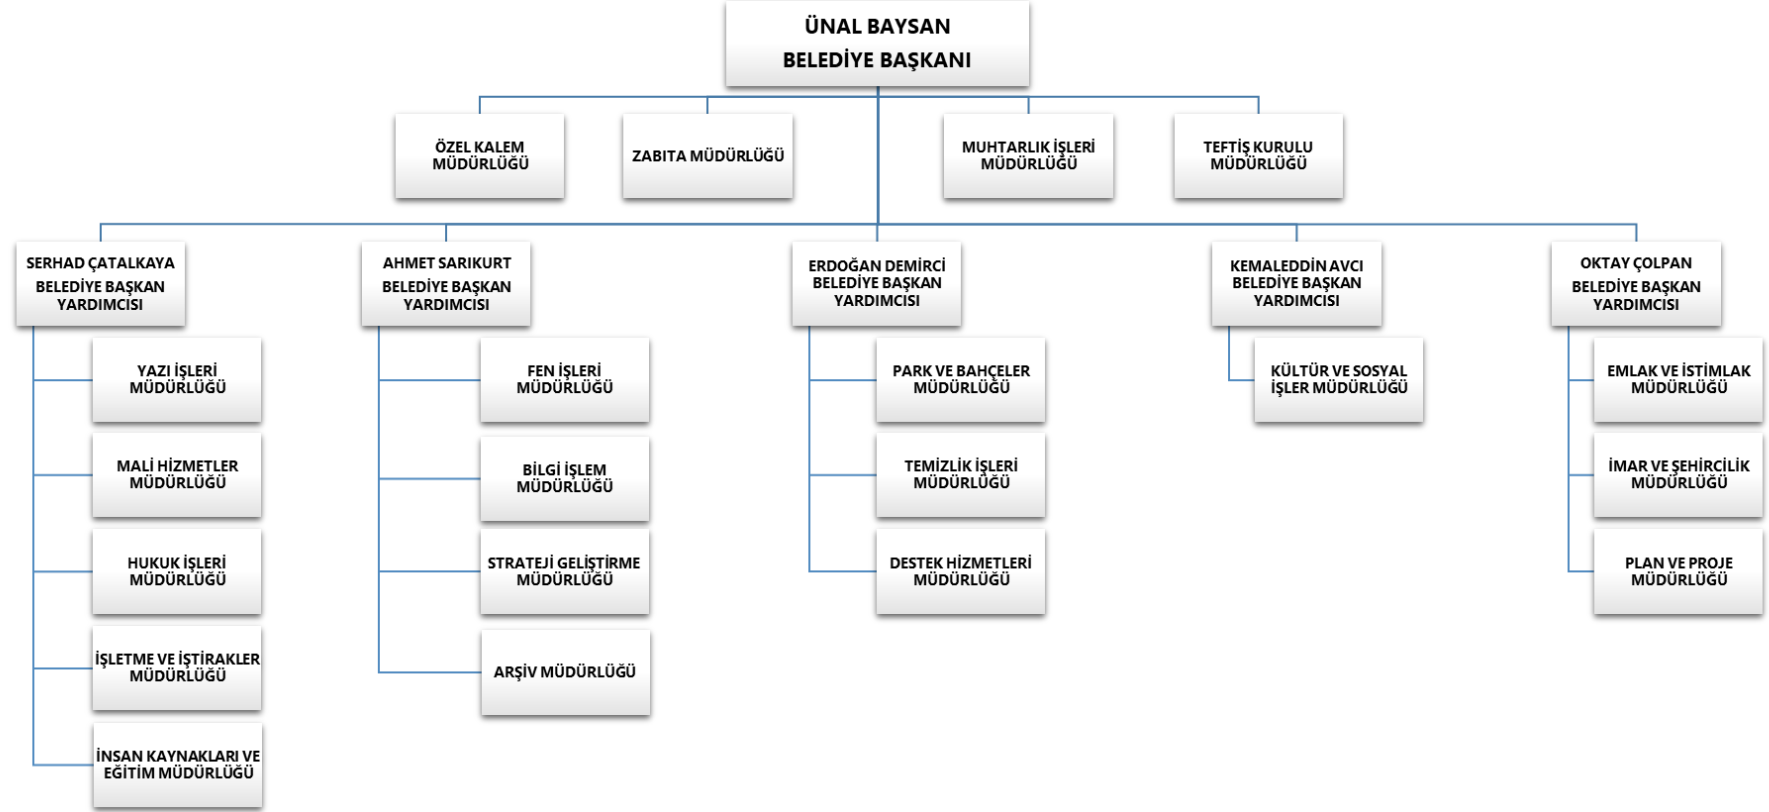 ÜNAL BAYSAN
BELEDİYE BAŞKANI
ÖZEL KALEM
MÜDÜRLÜĞÜ
ZABITA MÜDÜRLÜĞÜ
MUHTARLIK İŞLERİ
MÜDÜRLÜĞÜ
TEFTİŞ KURULU
MÜDÜRLÜĞÜ
SERHAD ÇATALKAYA
BELEDİYE BAŞKAN
YARDIMCISI
YAZI İŞLERİ
MÜDÜRLÜĞÜ
MALİ HİZMETLER
MÜDÜRLÜĞÜ
HUKUK İŞLERİ
MÜDÜRLÜĞÜ
İŞLETME VE İŞTİRAKLER
MÜDÜRLÜĞÜ
İNSAN KAYNAKLARI VE
EĞİTİM MÜDÜRLÜĞÜ
AHMET SARIKURT
BELEDİYE BAŞKAN
YARDIMCISI
FEN İŞLERİ
MÜDÜRLÜĞÜ
BİLGİ İŞLEM
MÜDÜRLÜĞÜ
STRATEJİ GELİŞTİRME
MÜDÜRLÜĞÜ
ARŞİV MÜDÜRLÜĞÜ
ERDOĞAN DEMİRCİ
BELEDİYE BAŞKAN
YARDIMCISI
PARK VE BAHÇELER
MÜDÜRLÜĞÜ
TEMİZLİK İŞLERİ
MÜDÜRLÜĞÜ
DESTEK HİZMETLERİ
MÜDÜRLÜĞÜ
KEMALEDDİN AVCI
BELEDİYE BAŞKAN
YARDIMCISI
KÜLTÜR VE SOSYAL
İŞLER MÜDÜRLÜĞÜ
OKTAY ÇOLPAN
BELEDİYE BAŞKAN
YARDIMCISI
EMLAK VE İSTİMLAK
MÜDÜRLÜĞÜ
İMAR VE ŞEHİRCİLİK
MÜDÜRLÜĞÜ
PLAN VE PROJE
MÜDÜRLÜĞÜ